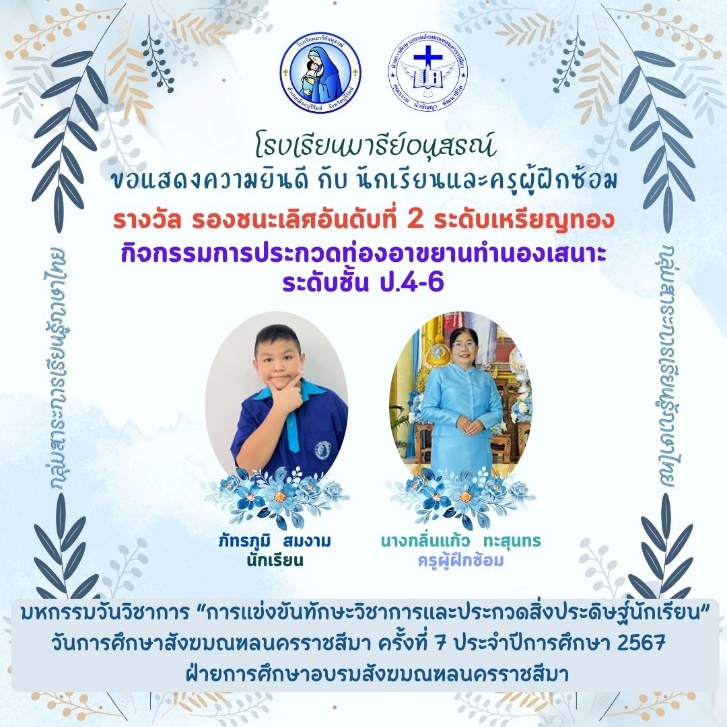 โรงเรียนมารีย์อนุสรณ์
ขอแสดงความยินดี กับ นักเรียนและครูผู้ฝึกซ้อม
รางวัล รองชนะเลิศอันดับที่ 2 ระดับเหรียญทอง
กิจกรรมการประกวดท่องอาขยานทำนองเสนาะ
ระดับชั้น ป.4-6
กลุ่มสาระการเรียนรู้ภาษาไทย
กลุ่มสาระการเรียนรู้ภาษาไทย
ภัทรภูมิ สมงาม
นักเรียน
นางกลิ่นแก้ว ทะสุนทร
ครูผู้ฝึกซ้อม
มหกรรมวันวิชาการ "การแข่งขันทักษะวิชาการและประกวดสิ่งประดิษฐ์นักเรียน"
วันการศึกษาสังฆมณฑลนครราชสีมา ครั้งที่ 7 ประจำปีการศึกษา 2567
ฝ่ายการศึกษาอบรมสังฆมณฑลนครราชสีมา